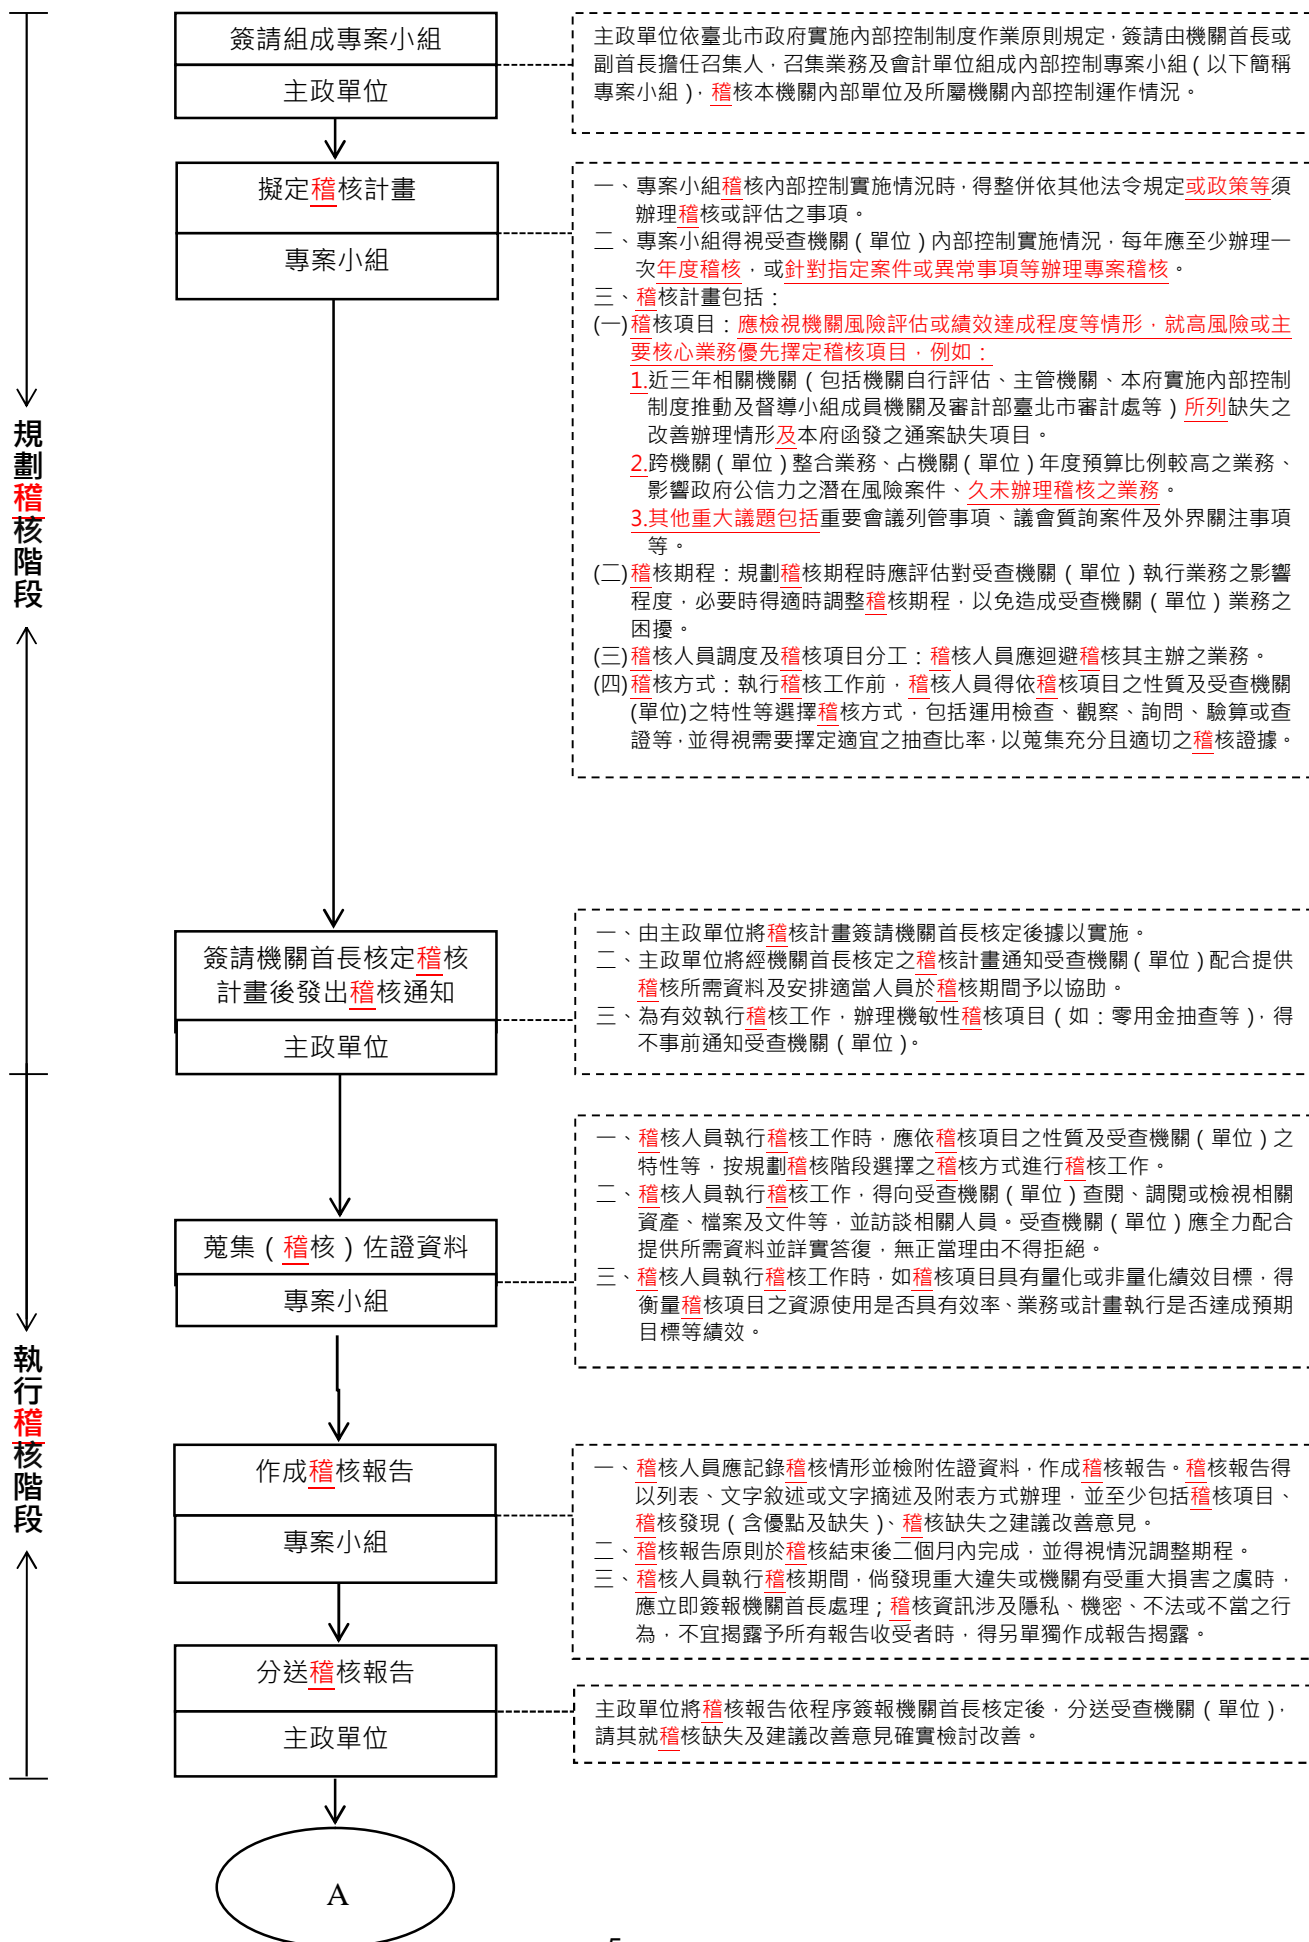 簽請組成專案小組
主政單位
主政單位依臺北市政府實施內部控制制度作業原則規定，簽請由機關首長或
副首長擔任召集人，召集業務及會計單位組成內部控制專案小組（以下簡稱
專案小組），稽核本機關內部單位及所屬機關內部控制運作情況。
擬定稽核計畫
專案小組
一、專案小組稽核內部控制實施情況時，得整併依其他法令規定或政策等須
辦理稽核或評估之事項。
二、專案小組得視受查機關（單位）內部控制實施情況，每年應至少辦理一
次年度稽核，或針對指定案件或異常事項等辦理專案稽核。
三、稽核計畫包括：
(一)稽核項目：應檢視機關風險評估或績效達成程度等情形，就高風險或主
要核心業務優先擇定稽核項目，例如：
1.近三年相關機關（包括機關自行評估、主管機關、本府實施內部控制
制度推動及督導小組成員機關及審計部臺北市審計處等）所列缺失之
改善辦理情形及本府函發之通案缺失項目。
2.跨機關（單位）整合業務、占機關（單位）年度預算比例較高之業務、
影響政府公信力之潛在風險案件、久未辦理稽核之業務。
3.其他重大議題包括重要會議列管事項、議會質詢案件及外界關注事項
等。
(二)稽核期程：規劃稽核期程時應評估對受查機關（單位）執行業務之影響
程度，必要時得適時調整稽核期程，以免造成受查機關（單位）業務之
困擾。
(三)稽核人員調度及稽核項目分工：稽核人員應迴避稽核其主辦之業務。
(四)稽核方式：執行稽核工作前，稽核人員得依稽核項目之性質及受查機關
(單位)之特性等選擇稽核方式，包括運用檢查、觀察、詢問、驗算或查
證等，並得視需要擇定適宜之抽查比率，以蒐集充分且適切之稽核證據。
規劃稽核階段
簽請機關首長核定稽核
計畫後發出稽核通知
主政單位
一、由主政單位將稽核計畫簽請機關首長核定後據以實施。
二、主政單位將經機關首長核定之稽核計畫通知受查機關（單位）配合提供
稽核所需資料及安排適當人員於稽核期間予以協助。
三、為有效執行稽核工作，辦理機敏性稽核項目（如：零用金抽查等），得
不事前通知受查機關（單位）。
蒐集（稽核）佐證資料
專案小組
一、稽核人員執行稽核工作時，應依稽核項目之性質及受查機關（單位）之
特性等，按規劃稽核階段選擇之稽核方式進行稽核工作。
二、稽核人員執行稽核工作，得向受查機關（單位）查閱、調閱或檢視相關
資產、檔案及文件等，並訪談相關人員。受查機關（單位）應全力配合
提供所需資料並詳實答復，無正當理由不得拒絕。
三、稽核人員執行稽核工作時，如稽核項目具有量化或非量化績效目標，得
衡量稽核項目之資源使用是否具有效率、業務或計畫執行是否達成預期
目標等績效。
執行稽核階段
作成稽核報告
專案小組
一、稽核人員應記錄稽核情形並檢附佐證資料，作成稽核報告。稽核報告得
以列表、文字敘述或文字摘述及附表方式辦理，並至少包括稽核項目、
稽核發現（含優點及缺失）、稽核缺失之建議改善意見。
二、稽核報告原則於稽核結束後二個月內完成，並得視情況調整期程。
三、稽核人員執行稽核期間，倘發現重大違失或機關有受重大損害之虞時，
應立即簽報機關首長處理；稽核資訊涉及隱私、機密、不法或不當之行
為，不宜揭露予所有報告收受者時，得另單獨作成報告揭露。
分送稽核報告
主政單位
主政單位將稽核報告依程序簽報機關首長核定後，分送受查機關（單位），
請其就稽核缺失及建議改善意見確實檢討改善。
A